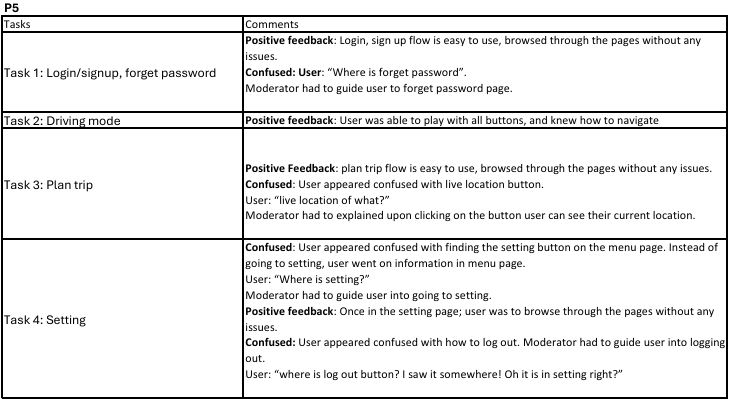 P5
Tasks
Comments
Task 1: Login/signup, forget password
Positive feedback: Login, sign up flow is easy to use, browsed through the pages without any
issues.
Confused: User: “Where is forget password”.
Moderator had to guide user to forget password page.
Task 2: Driving mode
Positive feedback: User was able to play with all buttons, and knew how to navigate
Task 3: Plan trip
Positive Feedback: plan trip flow is easy to use, browsed through the pages without any issues.
Confused: User appeared confused with live location button.
User: “live location of what?”
Moderator had to explained upon clicking on the button user can see their current location.
Task 4: Setting
Confused: User appeared confused with finding the setting button on the menu page. Instead of
going to setting, user went on information in menu page.
User: “Where is setting?”
Moderator had to guide user into going to setting.
Positive feedback: Once in the setting page; user was to browse through the pages without any
issues.
Confused: User appeared confused with how to log out. Moderator had to guide user into logging
out.
User: “where is log out button? I saw it somewhere! Oh it is in setting right?”